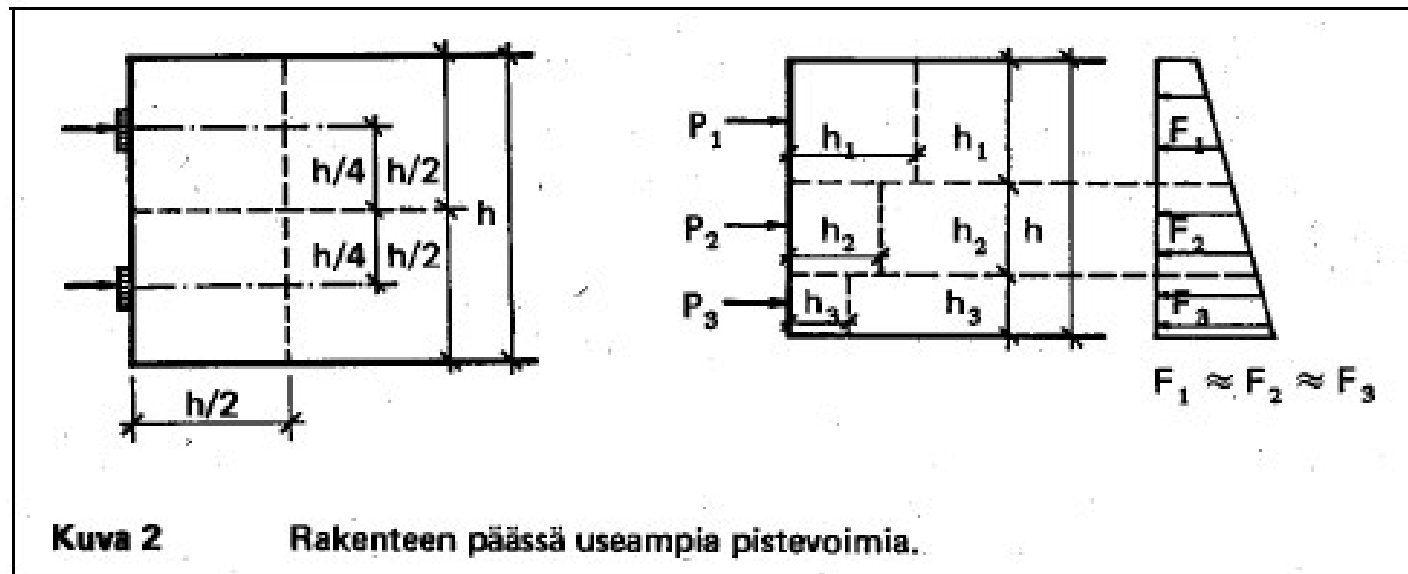 h/4 h/2
h
h/4 h/2
h/2
P₁
h₁ h₁
F₁
P₂
h₂ h₂ h
F₂
P₃
h₃ h₃
F₃
F₁ ≈ F₂ ≈ F₃
Kuva 2 Rakenteen päässä useampia pistevoimia.